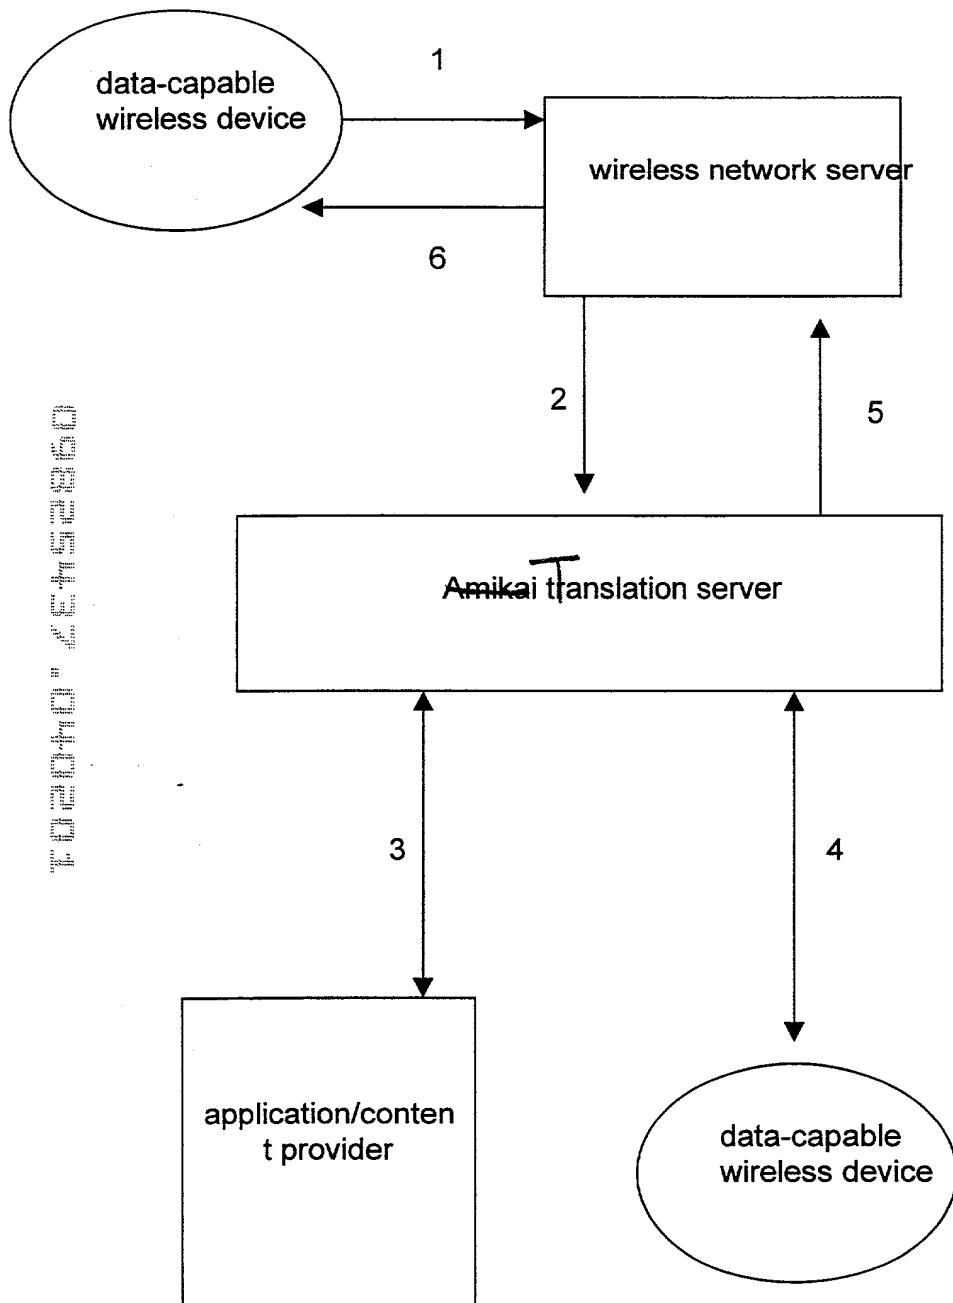 1
data-capable
wireless device
wireless network server
6
2
5
Amikai Translation server
3
4
application/conten
t provider
data-capable
wireless device